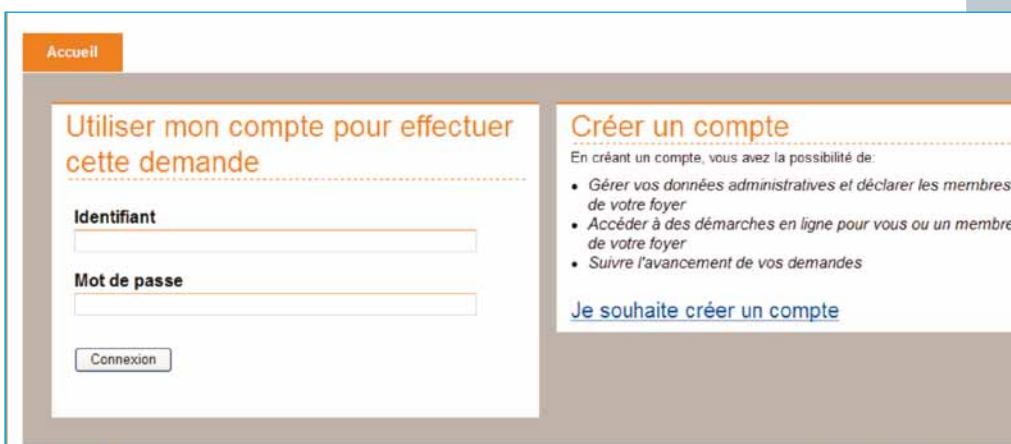 Accueil
Utiliser mon compte pour effectuer
cette demande
Identifiant
Mot de passe
Connexion
Créer un compte
En créant un compte, vous avez la possibilité de:
• Gérer vos données administratives et déclarer les membres
de votre foyer
• Accéder à des démarches en ligne pour vous ou un membre
de votre foyer
• Suivre l'avancement de vos demandes
Je souhaite créer un compte